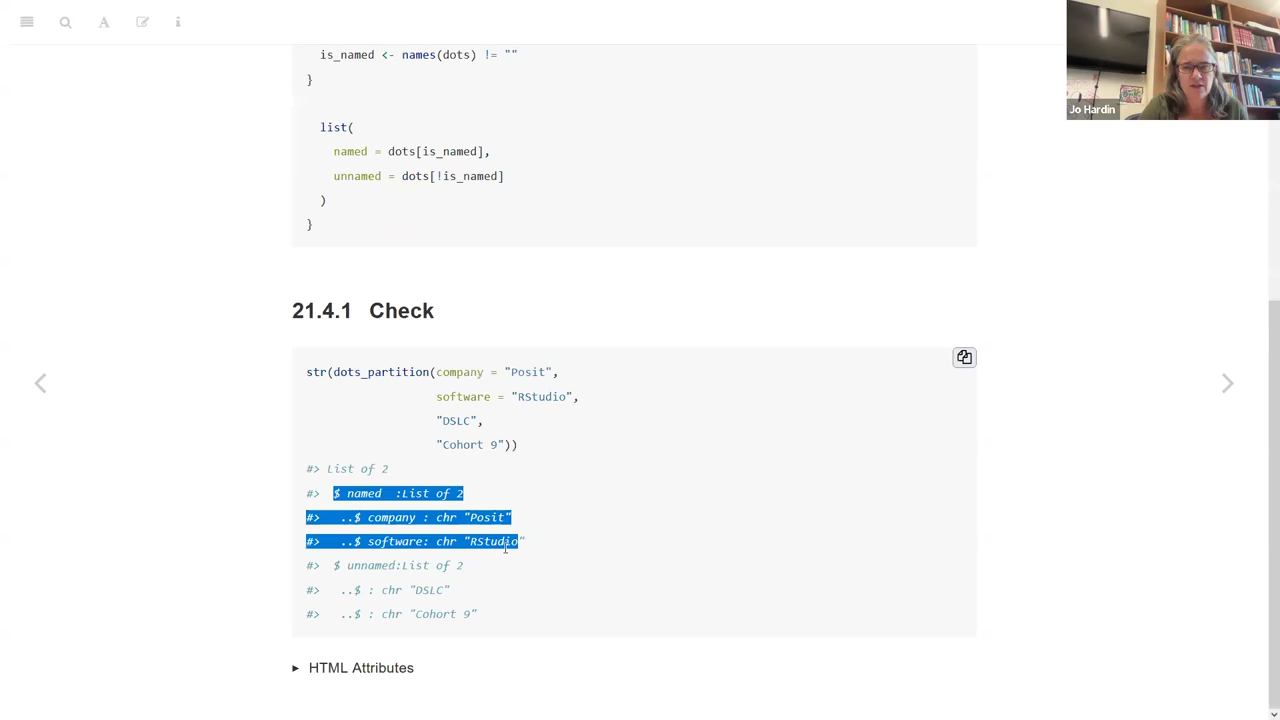 is_named <- names(dots) != ""
}
list(
named = dots[is_named],
unnamed = dots[!is_named]
)
}
Jo Hardin
21.4.1 Check
str(dots_partition(company = "Posit",
software = "RStudio",
"DSLC",
"Cohort 9"))
#> List of 2
#> $ named :List of 2
#> ..$ company : chr "Posit"
#> ..$ software: chr "RStudio"
#> $ unnamed:List of 2
#> ..$ : chr "DSLC"
#> ..$ : chr "Cohort 9"
▸ HTML Attributes